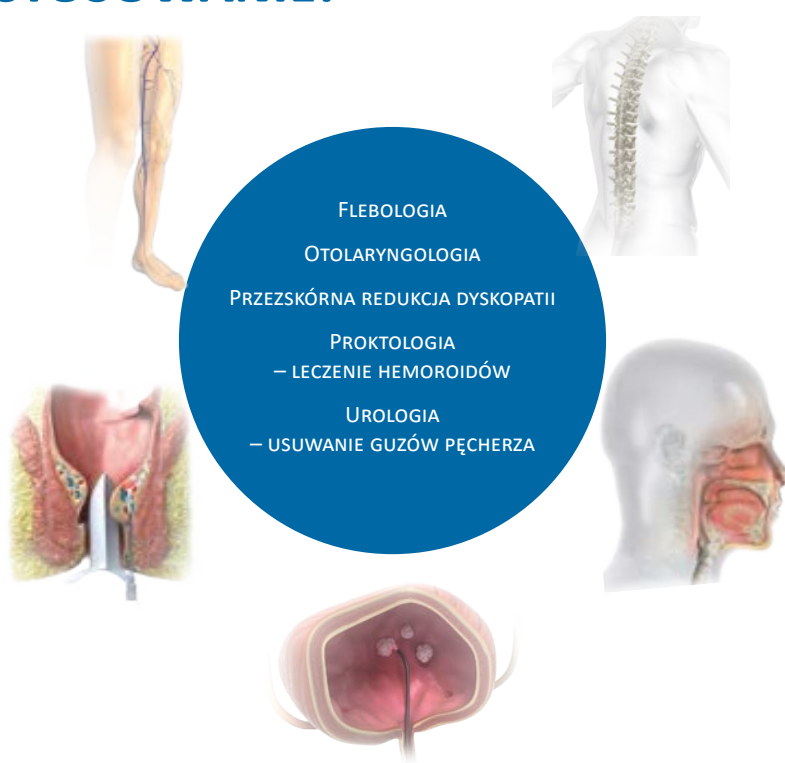 Flebologia
Otolaryngologia
Przezskórna redukcja dyskopatii
Proktologia
– leczenie hemoroidów
Urologia
– usuwanie guzów pęcherza